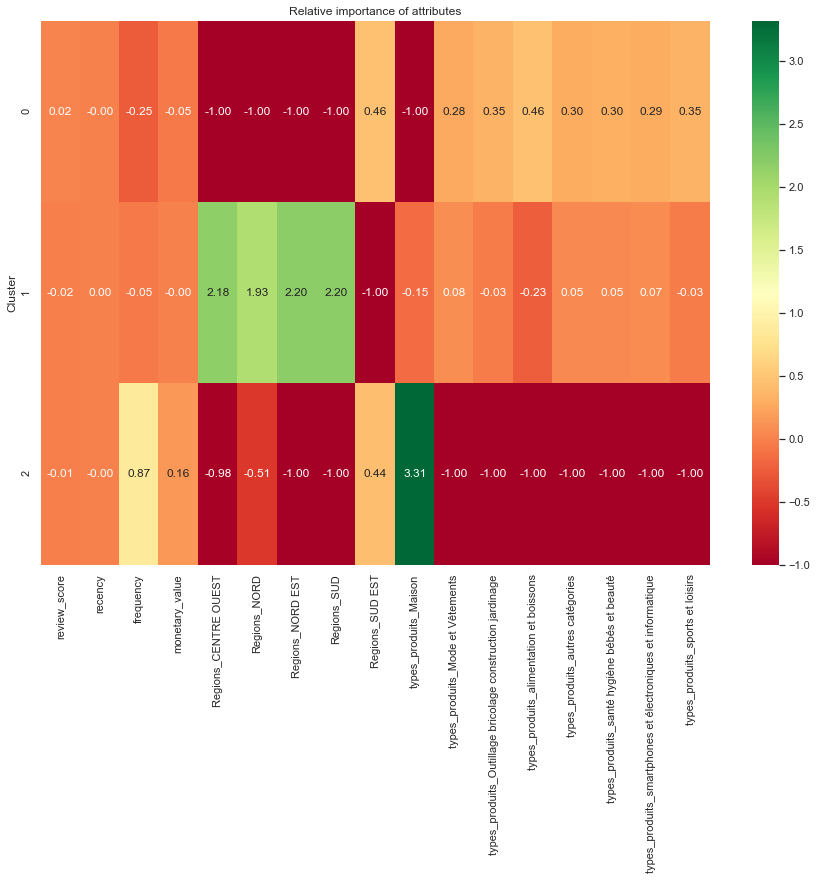 Relative importance of attributes
Cluster
0
0.02 -0.00 -0.25 -0.05 -1.00 -1.00 -1.00 -1.00 0.46 -1.00 0.28 0.35 0.46 0.30 0.30 0.29 0.35
1
-0.02 0.00 -0.05 -0.00 2.18 1.93 2.20 2.20 -1.00 -0.15 0.08 -0.03 -0.23 0.05 0.05 0.07 -0.03
2
-0.01 -0.00 0.87 0.16 -0.98 -0.51 -1.00 -1.00 0.44 3.31 -1.00 -1.00 -1.00 -1.00 -1.00 -1.00 -1.00
review_score
recency
frequency
monetary_value
Regions_CENTRE OUEST
Regions_NORD
Regions_NORD EST
Regions_SUD
Regions_SUD EST
types_produits_Maison
types_produits_Mode et Vêtements
types_produits_Outillage bricolage construction jardinage
types_produits_alimentation et boissons
types_produits_autres catégories
types_produits_santé hygiène bébés et beauté
types_produits_smartphones et électroniques et informatique
types_produits_sports et loisirs
3.0
2.5
2.0
1.5
1.0
0.5
0.0
−0.5
−1.0